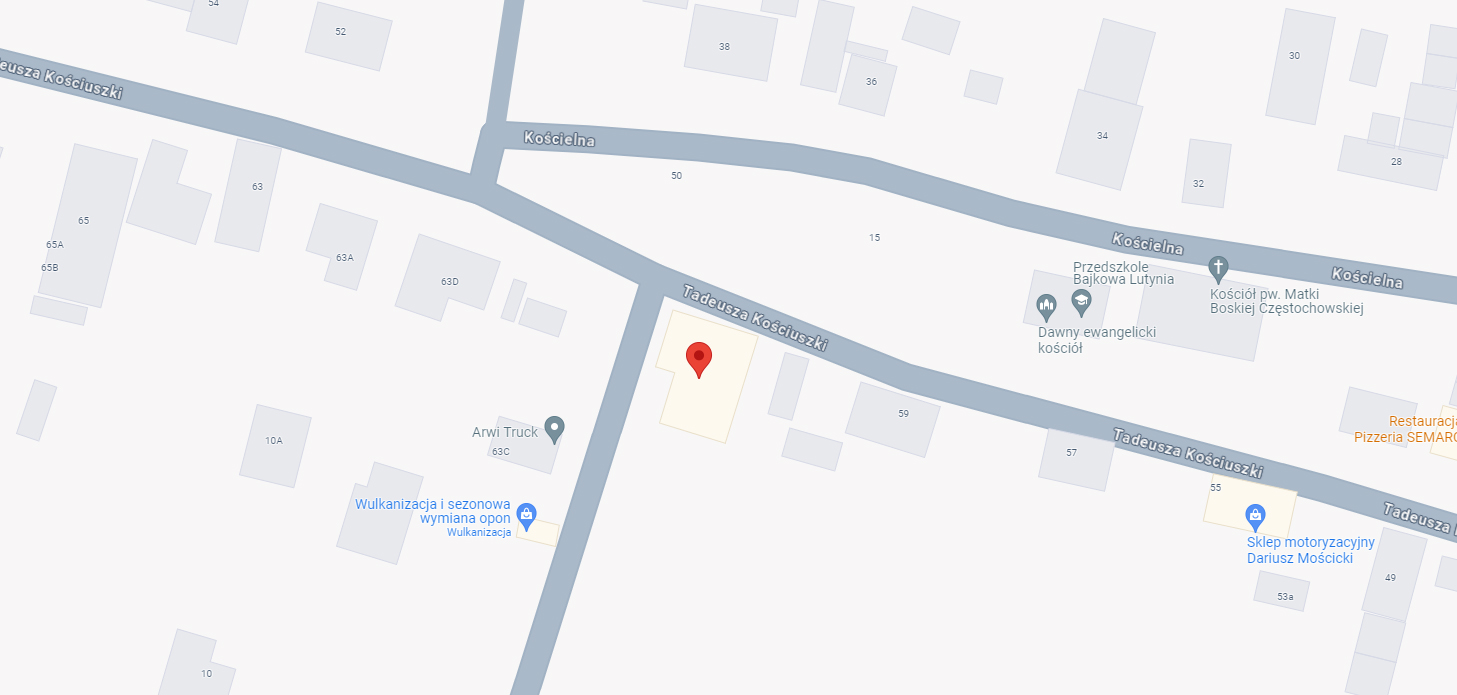 54
52
38
36
30
34
28
32
eusza Kościuszki
Kościelna
50
63
65
65A
65B
63A
63D
15
Kościelna
Kościelna
Przedszkole
Bajkowa Lutynia
Kościół pw. Matki
Boskiej Częstochowskiej
Dawny ewangelicki
kościół
Tadeusza Kościuszki
59
Arwi Truck
63C
10A
57
Tadeusza Kościuszki
Restauracja
Pizzeria SEMARC
55
Wulkanizacja i sezonowa
wymiana opon
Wulkanizacja
Tadeusza
Sklep motoryzacyjny
Dariusz Mościcki
49
53a
10